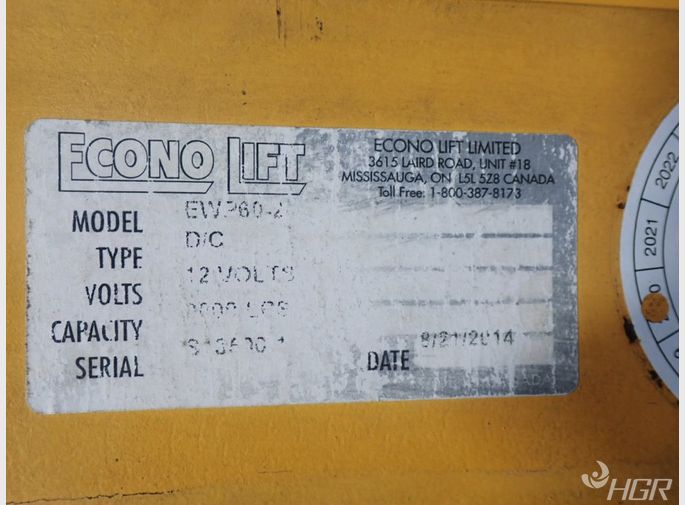 ECONO LIFT
ECONO LIFT LIMITED
3615 LAIRD ROAD, UNIT #18
MISSISSAUGA, ON L5L 5Z8 CANADA
Toll Free: 1-800-387-8173
MODEL
TYPE D/C
VOLTS 12 VOLTS
CAPACITY LBS
SERIAL
DATE 8/21/2014
2021
2022
HGR